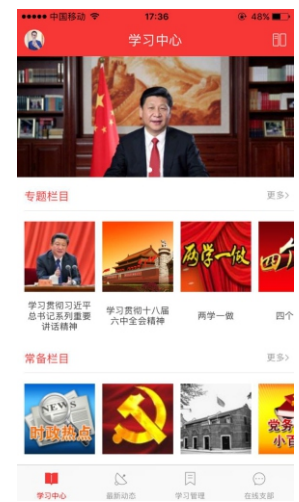 中国移动 17:36 48%
学习中心
专题栏目 更多>
两学一做 四个
学习贯彻习近平
总书记系列重要
讲话精神
学习贯彻十八届
六中全会精神
两学一做
四个
常备栏目 更多>
NEWS
时政热点
党务
小百
学习中心 最新动态 学习管理 在线支部